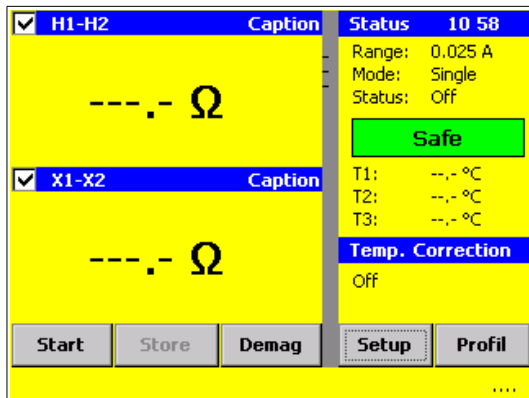 H1-H2 Caption
---.- Ω
X1-X2 Caption
---.- Ω
Status 10 58
Range: 0.025 A
Mode: Single
Status: Off
Safe
T1: --.- °C
T2: --.- °C
T3: --.- °C
Temp. Correction
Off
Start Store Demag Setup Profil
....